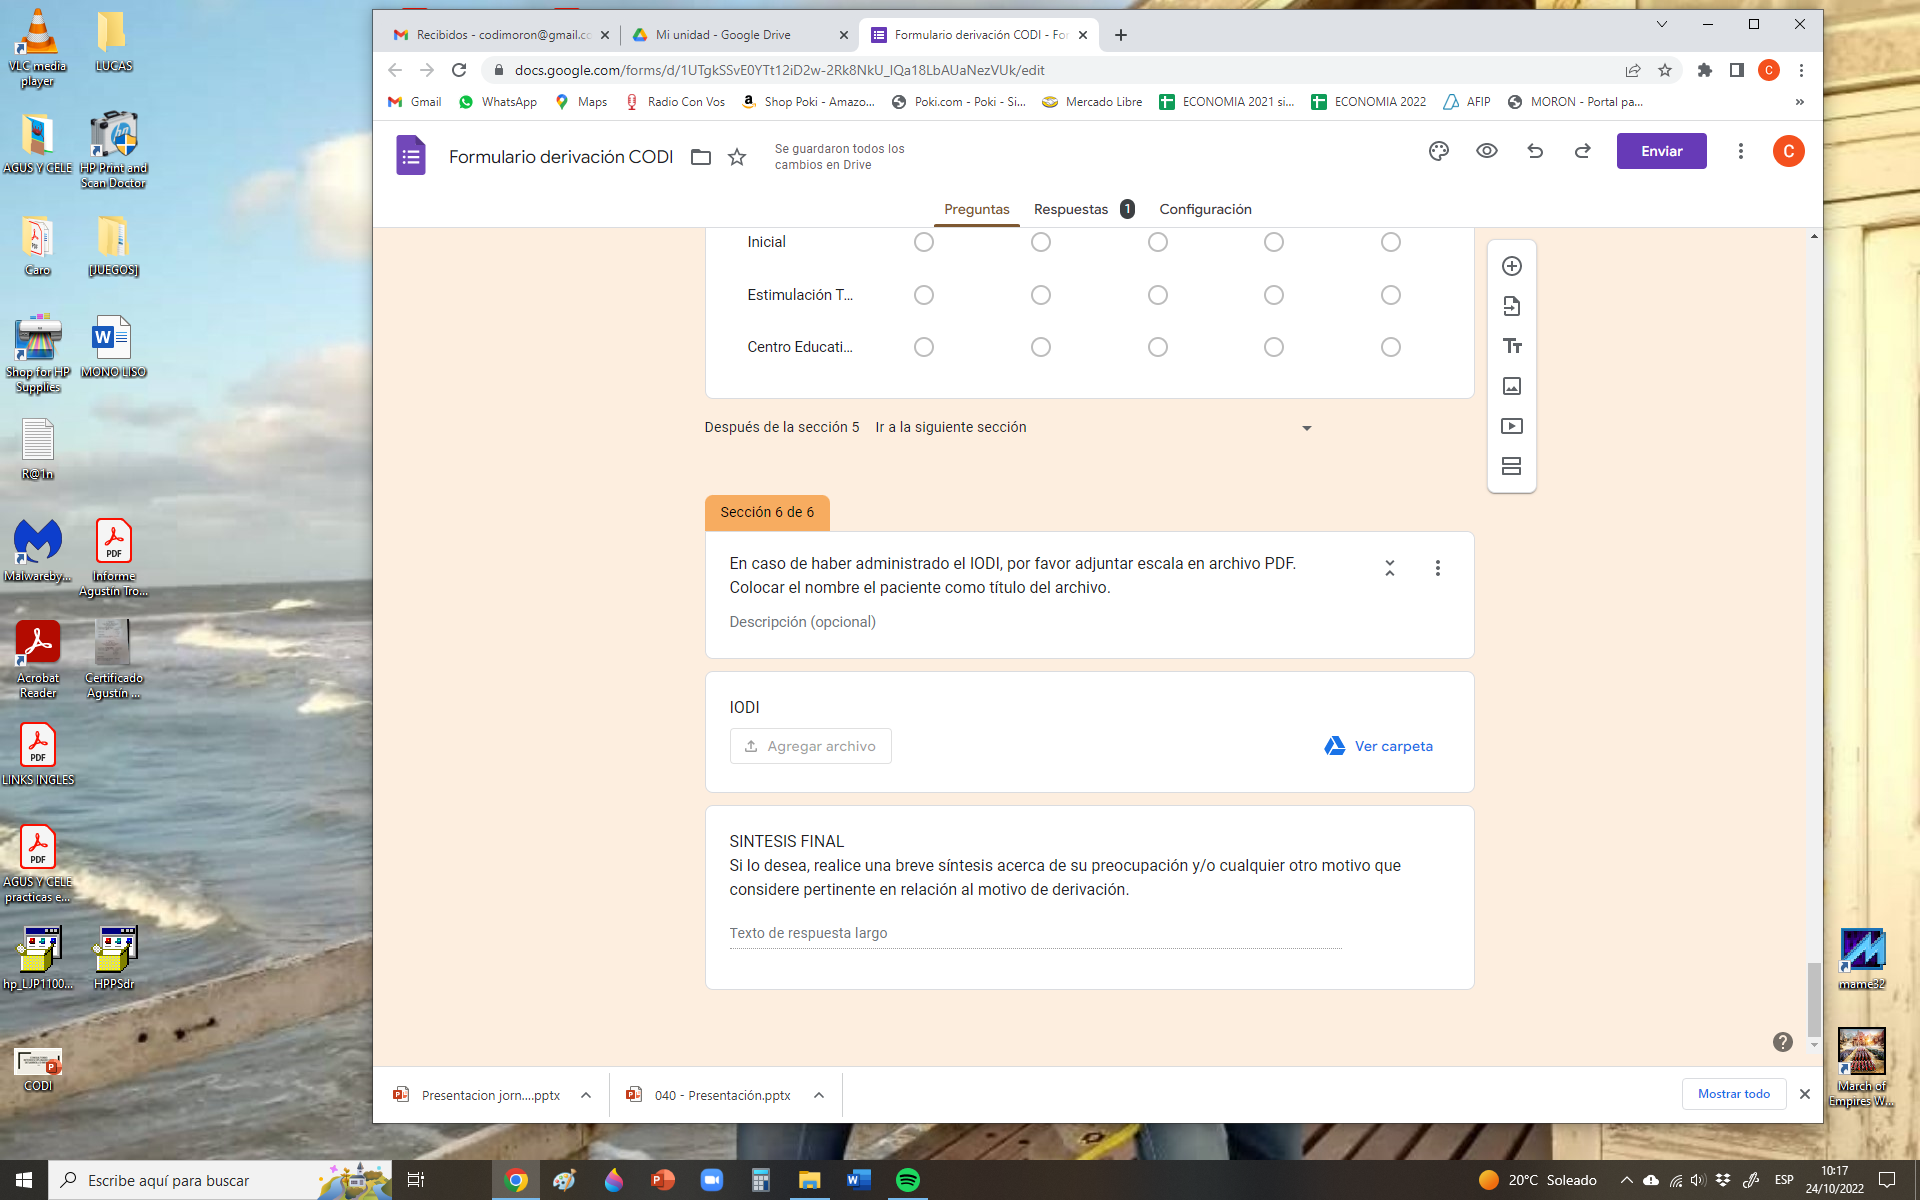 VLC media player
LUCAS
AGUS Y CELE
HP Print and Scan Doctor
Caro
[JUEGOS]
Shop for HP Supplies
MONO LISO
R@1n
Malwareby...
Informe Agustín Tro...
Acrobat Reader
Certificado Agustín ...
LINKS INGLES
AGUS Y CELE practicas e...
hp_LJP1100...
HPPSdr
CODI
mame32
March of Empires W...
Recibidos - codimoron@gmail.co
Mi unidad - Google Drive
Formulario derivación CODI - For
docs.google.com/forms/d/1UTgkSSvE0YTt12iD2w-2Rk8NkU_lQa18LbAUaNezVUk/edit
Gmail
WhatsApp
Maps
Radio Con Vos
Shop Poki - Amazo...
Poki.com - Poki - Si...
Mercado Libre
ECONOMIA 2021 si...
ECONOMIA 2022
AFIP
MORON - Portal pa...
Formulario derivación CODI
Se guardaron todos los cambios en Drive
Enviar
C
Preguntas
Respuestas 1
Configuración
Inicial
Estimulación T...
Centro Educati...
Después de la sección 5 Ir a la siguiente sección
Sección 6 de 6
En caso de haber administrado el IODI, por favor adjuntar escala en archivo PDF.
Colocar el nombre el paciente como título del archivo.
Descripción (opcional)
IODI
Agregar archivo
Ver carpeta
SINTESIS FINAL
Si lo desea, realice una breve síntesis acerca de su preocupación y/o cualquier otro motivo que
considere pertinente en relación al motivo de derivación.
Texto de respuesta largo
Presentacion jorn....pptx
040 - Presentación.pptx
Mostrar todo
Escribe aquí para buscar
20°C Soleado
ESP
10:17
24/10/2022